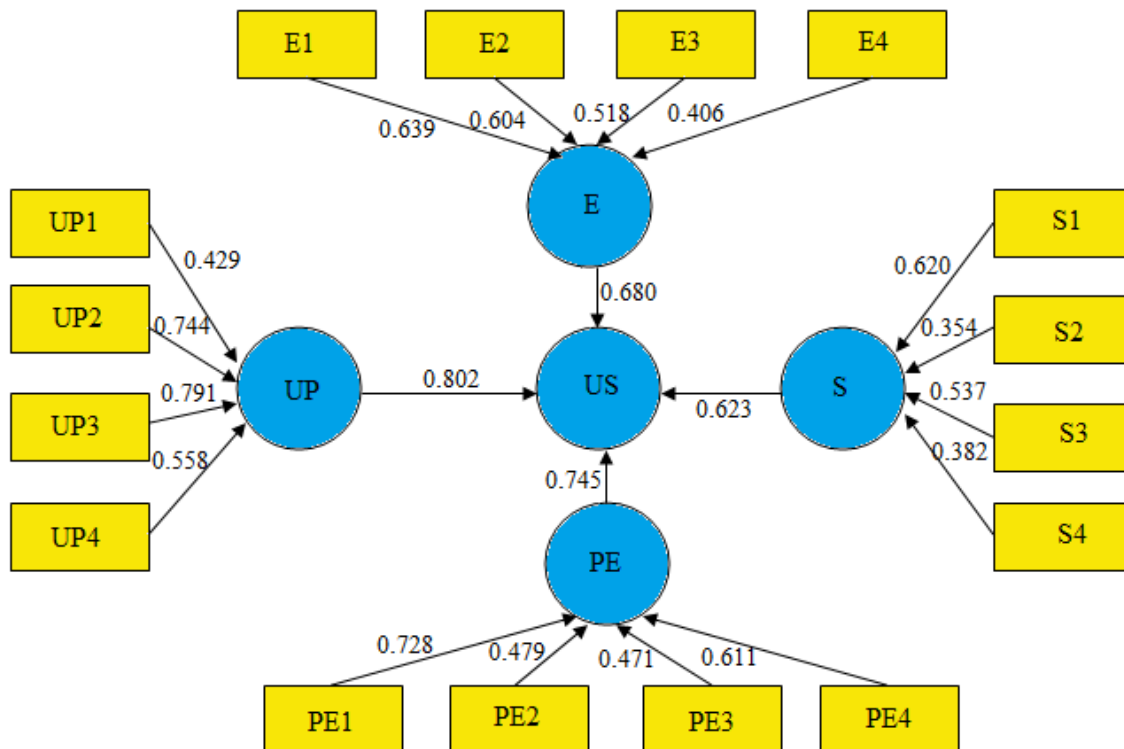 E1
E2
E3
E4
0.639
0.604
0.518
0.406
E
UP1
UP2
UP3
UP4
0.429
0.744
0.791
0.558
UP
0.802
0.680
US
0.623
S
0.620
0.354
0.537
0.382
S1
S2
S3
S4
0.745
PE
0.728
0.479
0.471
0.611
PE1
PE2
PE3
PE4